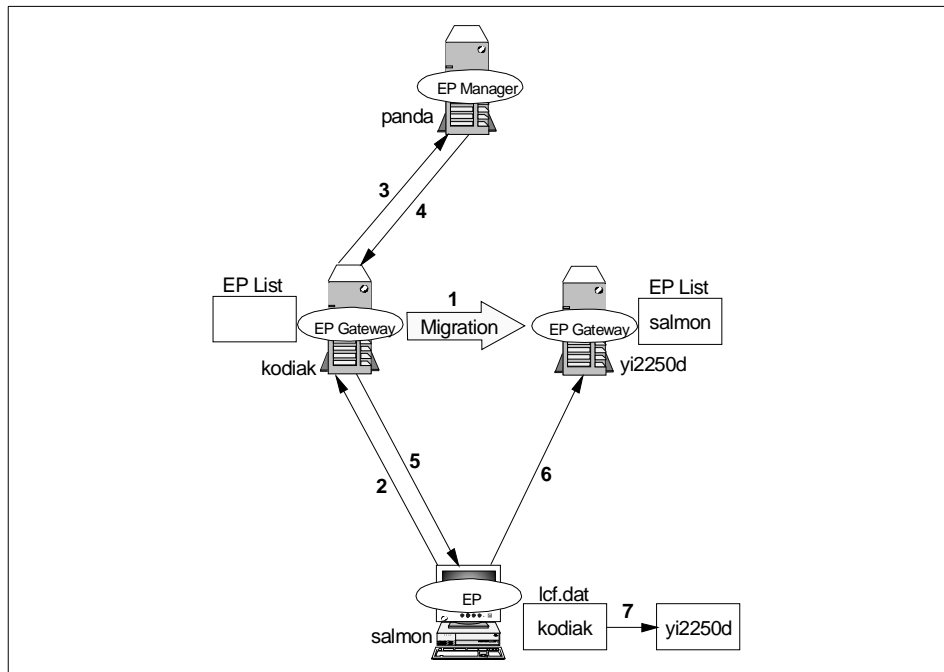 EP Manager
panda
3
4
EP List
EP Gateway
kodiak
1
Migration
EP List
EP Gateway
salmon
yi2250d
5
2
6
EP
salmon
lcf.dat
kodiak
7
yi2250d